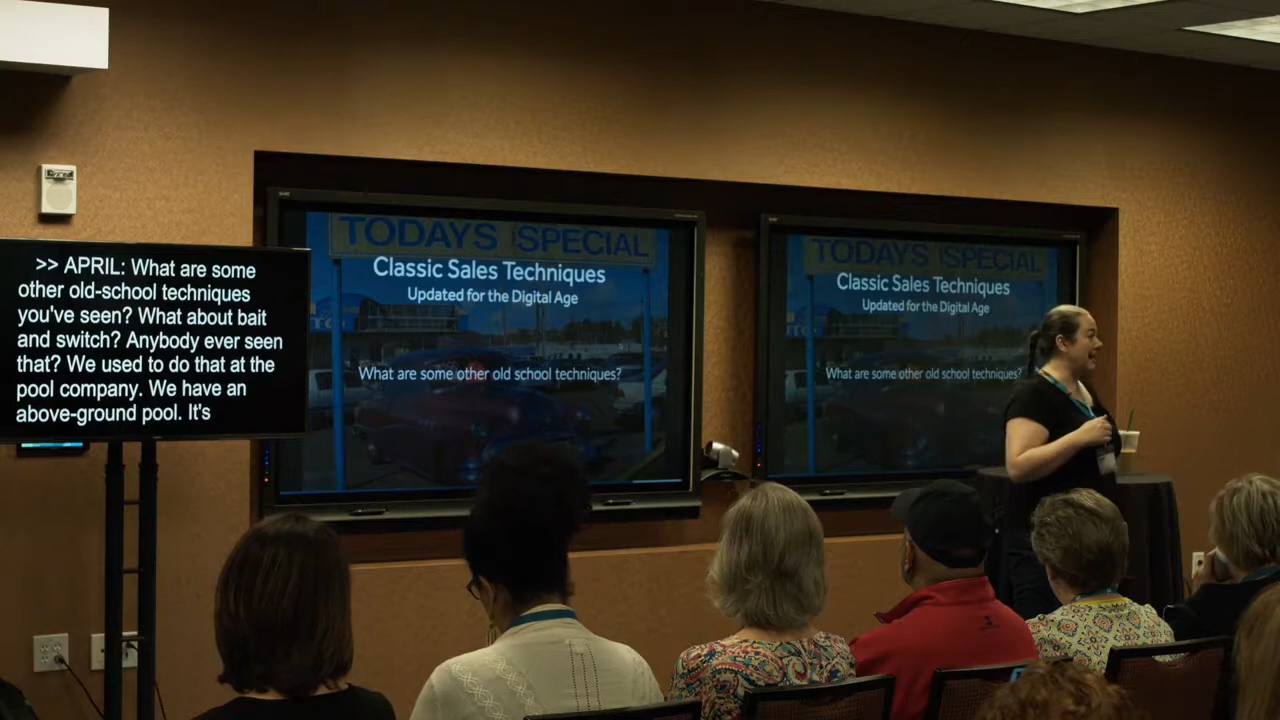 >> APRIL: What are some
other old-school techniques
you've seen? What about bait
and switch? Anybody ever seen
that? We used to do that at the
pool company. We have an
above-ground pool. It's
TODAYS SPECIAL
Classic Sales Techniques
Updated for the Digital Age
What are some other old school techniques?
TODAYS SPECIAL
Classic Sales Techniques
Updated for the Digital Age
What are some other old school techniques?